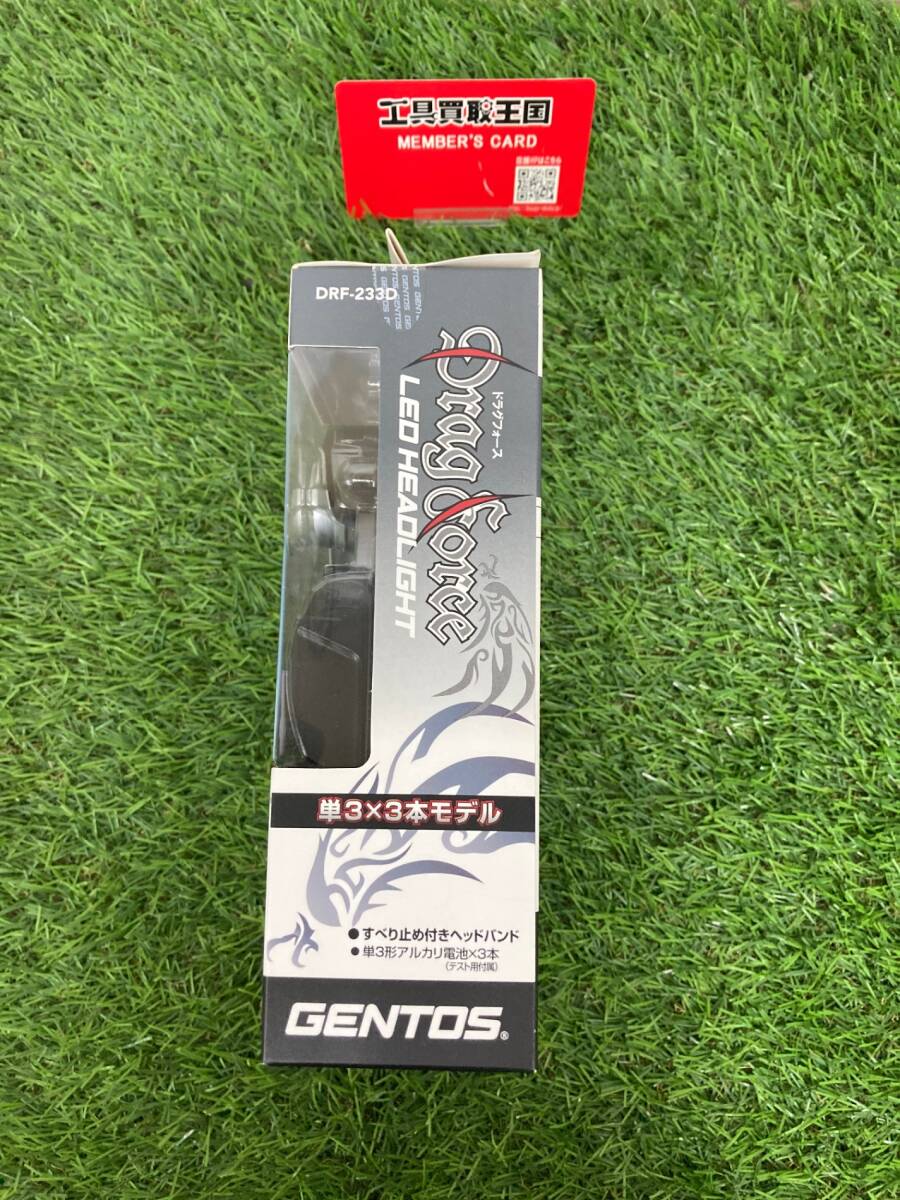 工具買取王国
MEMBER'S CARD
DRF-233D
GENTOS
Drag Force
ドラグフォース
LED HEADLIGHT
単3×3本モデル
● すべり止め付きヘッドバンド
● 単3形アルカリ電池×3本
(テスト用付属)
GENTOS®